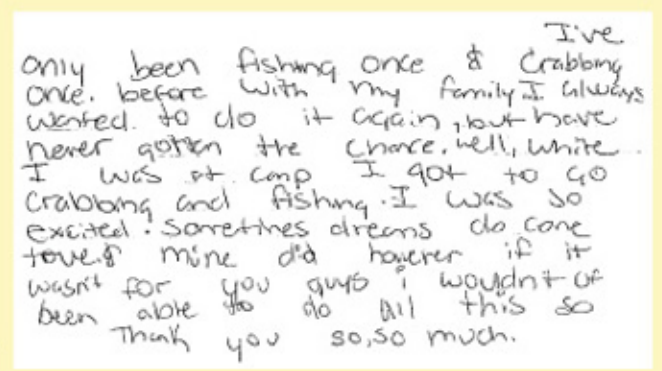 I've
only been fishing once & Crabbing
once. before with my family I always
wanted to do it again, but have
never gotten the chance. well, white
I was at camp I got to go
crabbing and fishing. I was so
excited. Sometimes dreams do come
true & mine did however if it
wasn't for you guys i wouldn't of
been able to do all this so
Thank you so, so much.